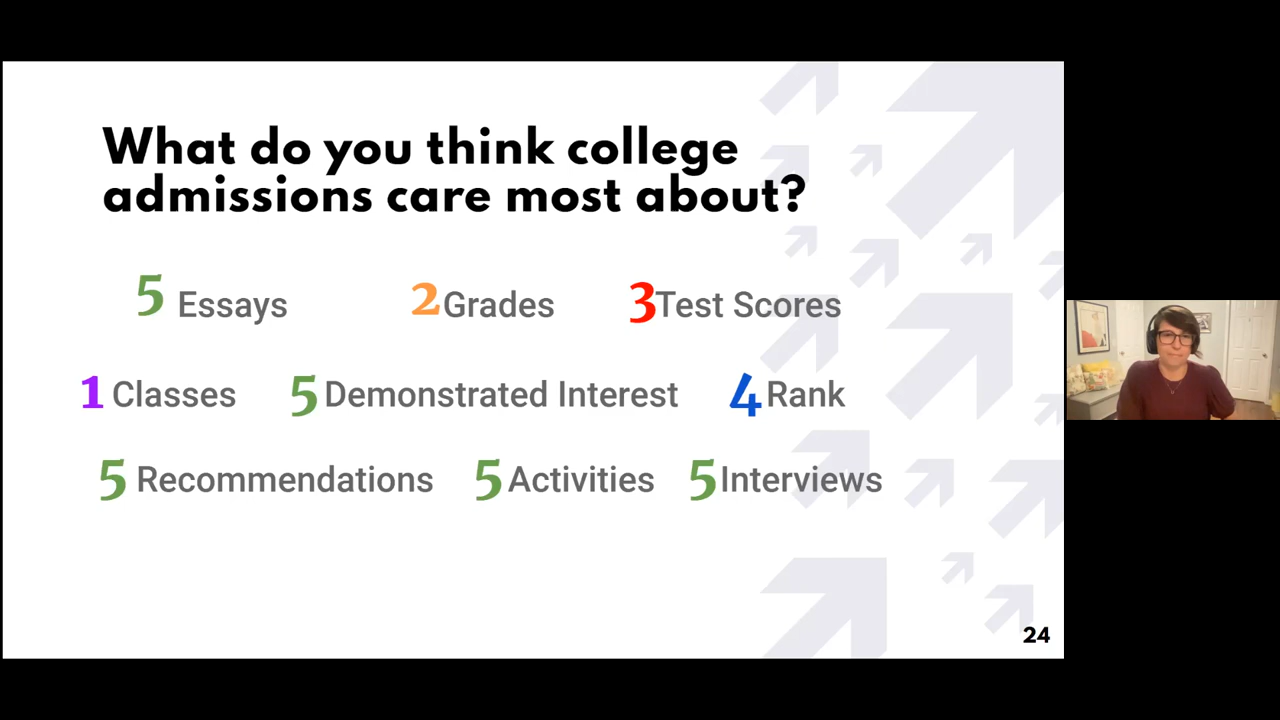 What do you think college
admissions care most about?
5 Essays 2 Grades 3 Test Scores
1 Classes 5 Demonstrated Interest 4 Rank
5 Recommendations 5 Activities 5 Interviews
24